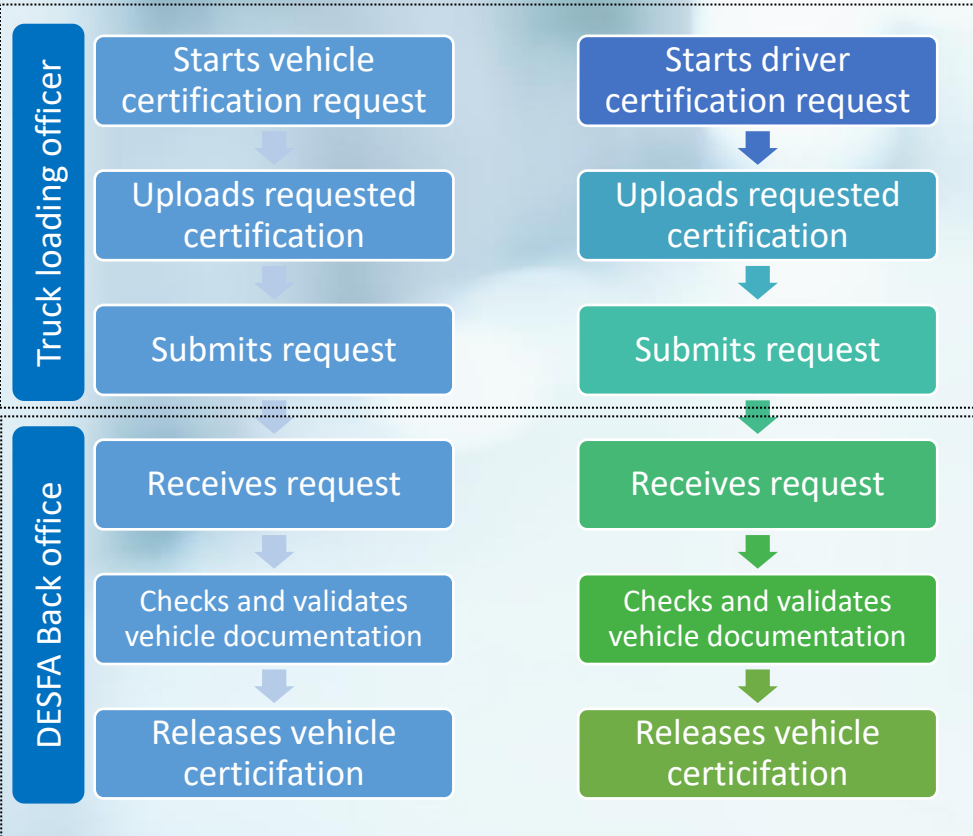 Truck loading officer
Starts vehicle
certification request
Uploads requested
certification
Submits request
Starts driver
certification request
Uploads requested
certification
Submits request
DESFA Back office
Receives request
Checks and validates
vehicle documentation
Releases vehicle
certicifation
Receives request
Checks and validates
vehicle documentation
Releases vehicle
certicifation